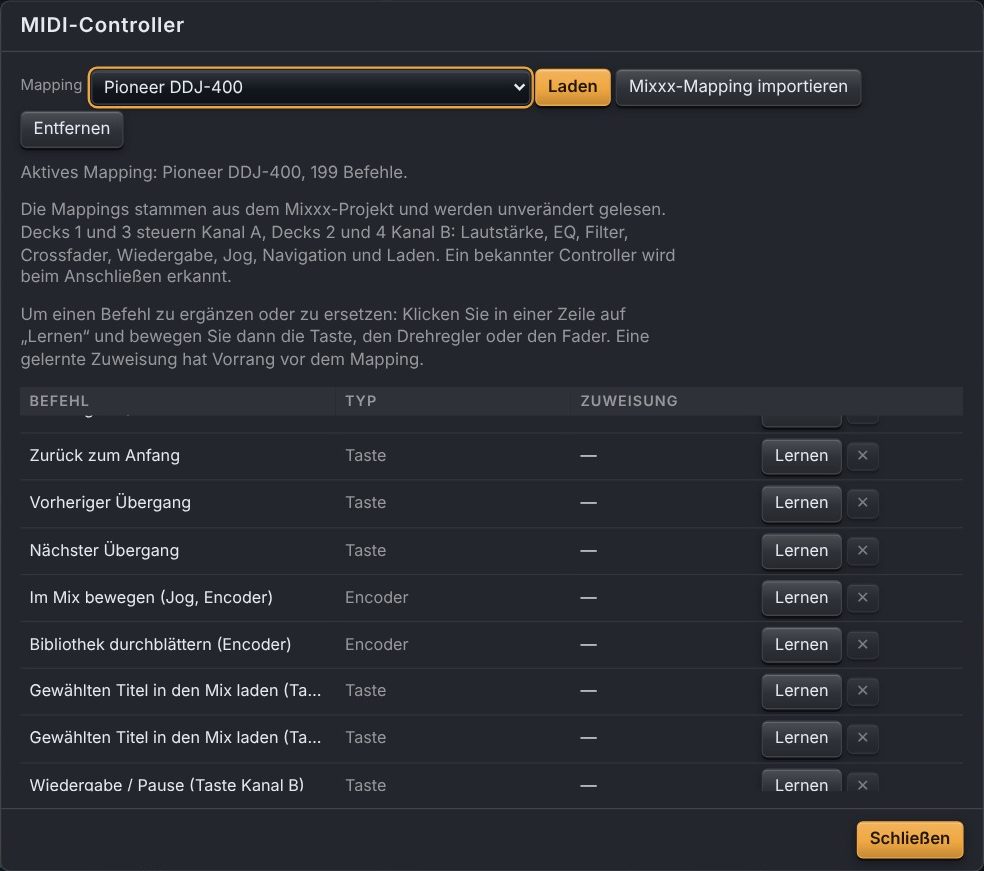 MIDI-Controller
Mapping Pioneer DDJ-400 Laden Mixxx-Mapping importieren
Entfernen
Aktives Mapping: Pioneer DDJ-400, 199 Befehle.
Die Mappings stammen aus dem Mixxx-Projekt und werden unverändert gelesen.
Decks 1 und 3 steuern Kanal A, Decks 2 und 4 Kanal B: Lautstärke, EQ, Filter,
Crossfader, Wiedergabe, Jog, Navigation und Laden. Ein bekannter Controller wird
beim Anschließen erkannt.
Um einen Befehl zu ergänzen oder zu ersetzen: Klicken Sie in einer Zeile auf
„Lernen“ und bewegen Sie dann die Taste, den Drehregler oder den Fader. Eine
gelernte Zuweisung hat Vorrang vor dem Mapping.
BEFEHL TYP ZUWEISUNG
Zurück zum Anfang Taste — Lernen ×
Vorheriger Übergang Taste — Lernen ×
Nächster Übergang Taste — Lernen ×
Im Mix bewegen (Jog, Encoder) Encoder — Lernen ×
Bibliothek durchblättern (Encoder) Encoder — Lernen ×
Gewählten Titel in den Mix laden (Ta... Taste — Lernen ×
Gewählten Titel in den Mix laden (Ta... Taste — Lernen ×
Wiedergabe / Pause (Taste Kanal B) Taste — Lernen ×
Schließen